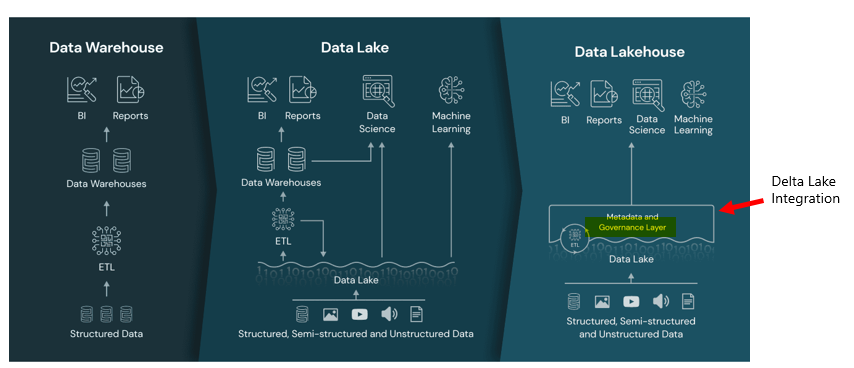 Data Warehouse
BI
Reports
Data Warehouses
ETL
Structured Data
Data Lake
BI
Reports
Data
Science
Machine
Learning
Data Warehouses
ETL
Data Lake
Structured, Semi-structured and Unstructured Data
Data Lakehouse
BI
Reports
Data
Science
Machine
Learning
Metadata and
Governance Layer
ETL
Data Lake
Structured, Semi-structured
and Unstructured Data
Delta Lake
Integration